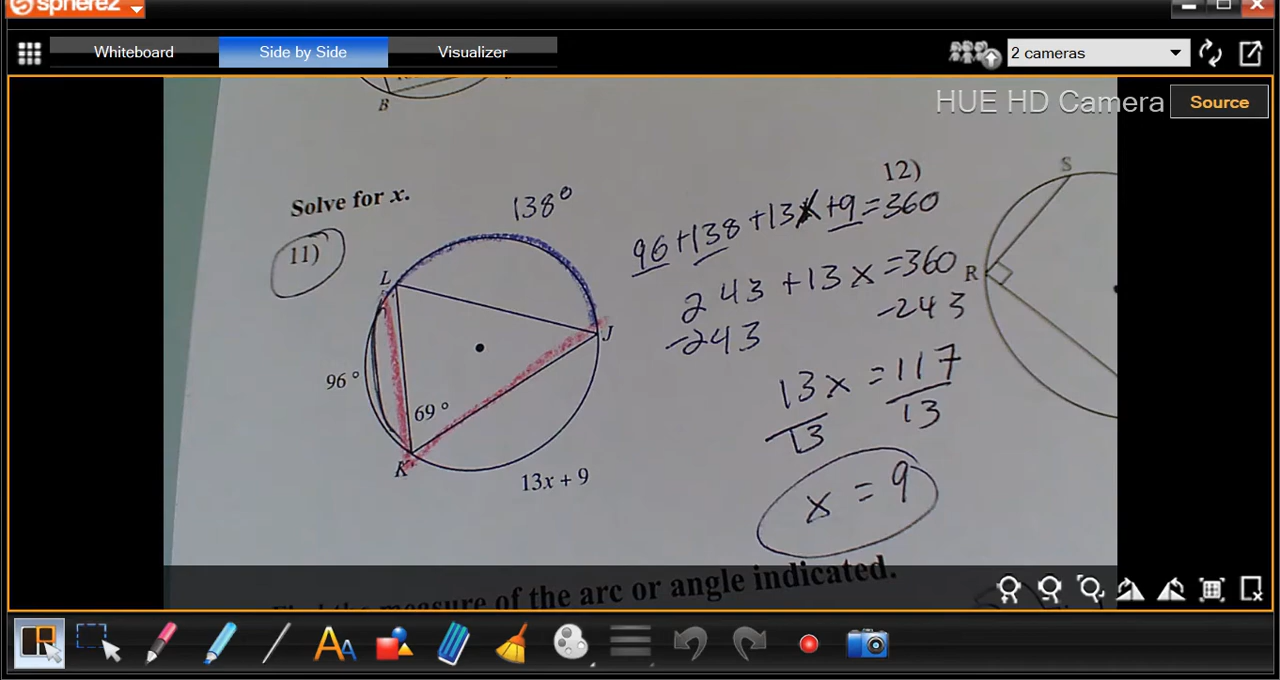 sphere2
Whiteboard
Side by Side
Visualizer
2 cameras
HUE HD Camera
Source
B
Solve for x.
11)
138°
L
J
96°
69°
K
13x + 9
96+138+13x+9=360
243+13x=360
-243 -243
13x = 117
13 13
x = 9
12)
S
R
measure of the arc or angle indicated.